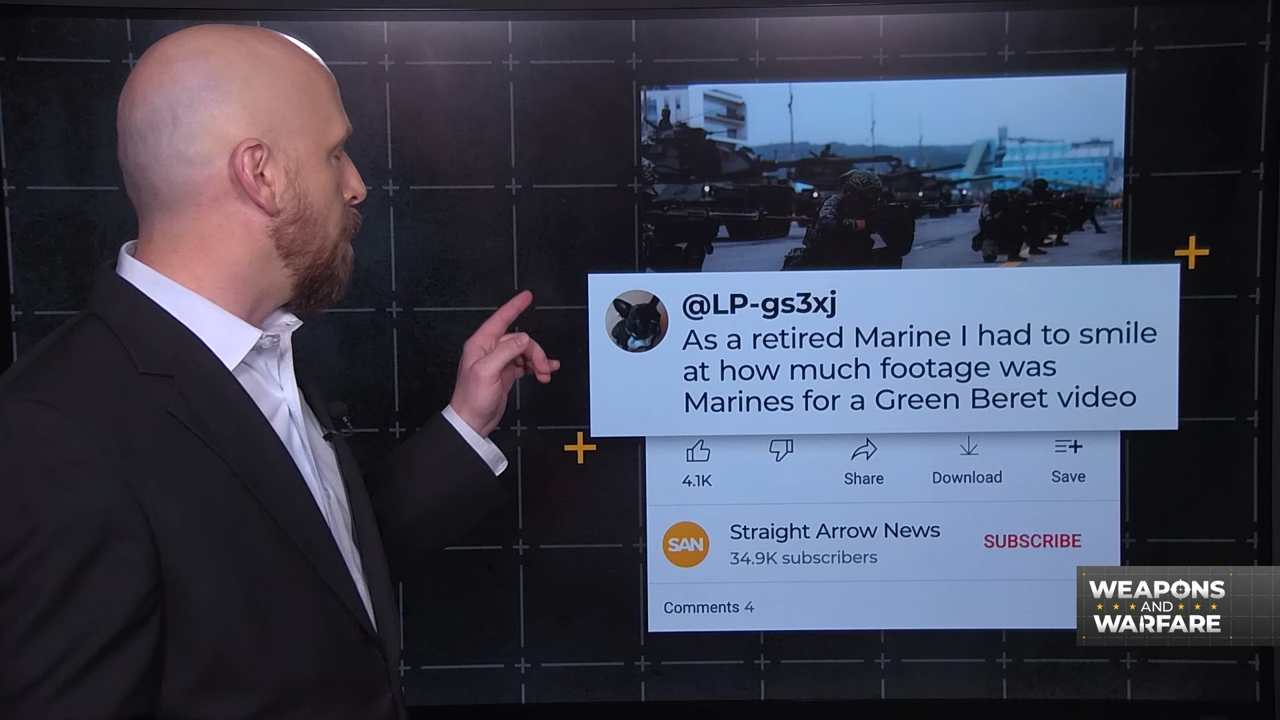 @LP-gs3xj
As a retired Marine I had to smile
at how much footage was
Marines for a Green Beret video
4.1K
Share
Download
Save
SAN
Straight Arrow News
34.9K subscribers
SUBSCRIBE
Comments 4
WEAPONS
AND
WARFARE